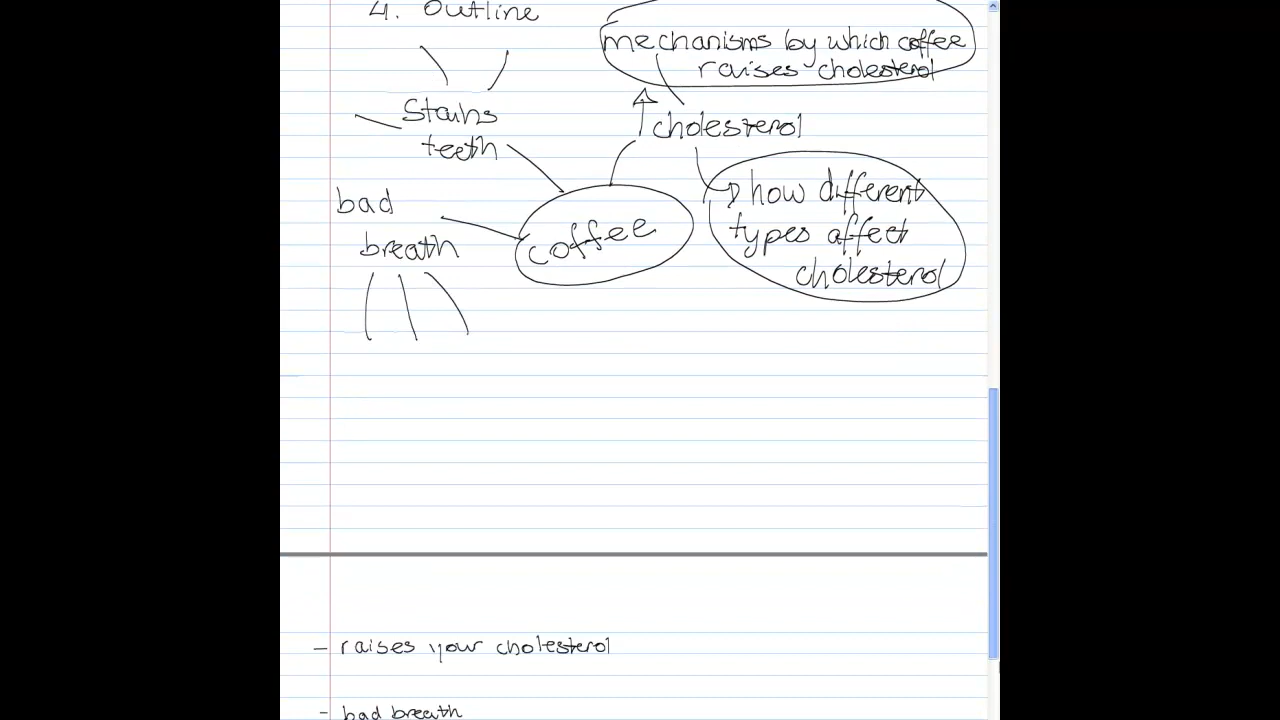 4. Outline
mechanisms by which coffee
raises cholesterol
Stains
teeth
cholesterol
bad
breath
coffee
how different
types affect
cholesterol
- raises your cholesterol
- bad breath